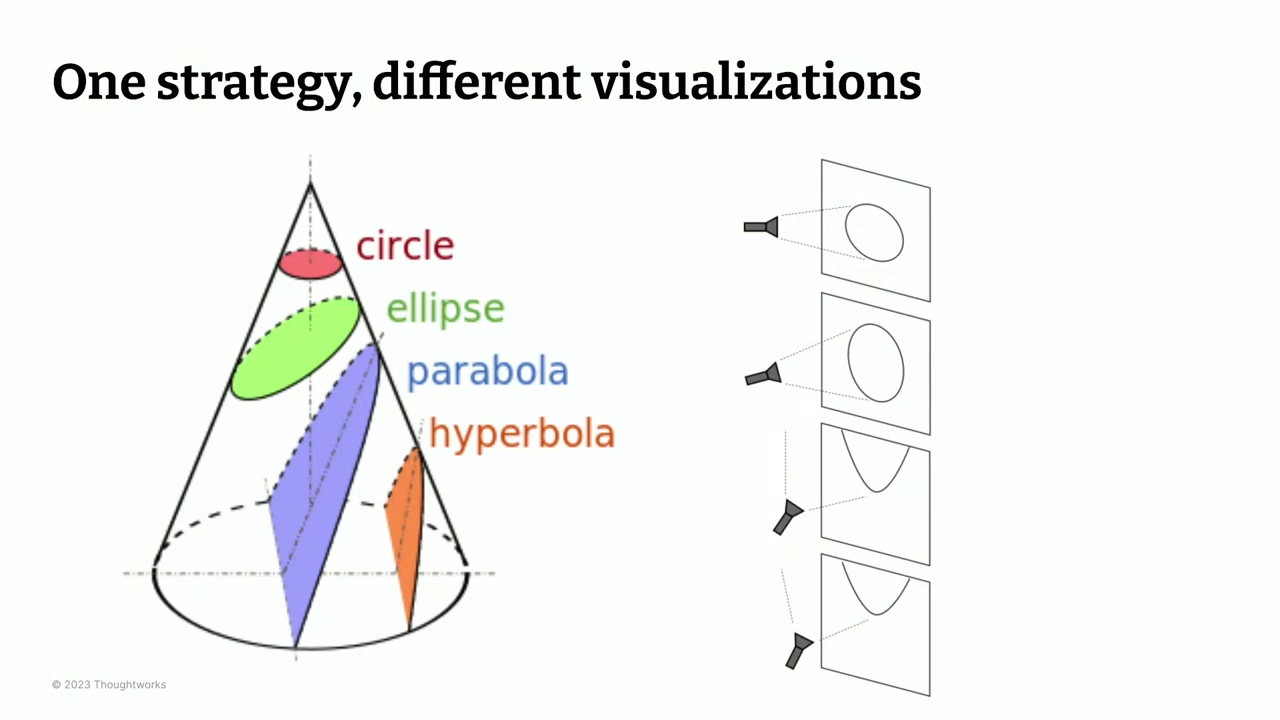 One strategy, different visualizations
circle
ellipse
parabola
hyperbola
© 2023 Thoughtworks